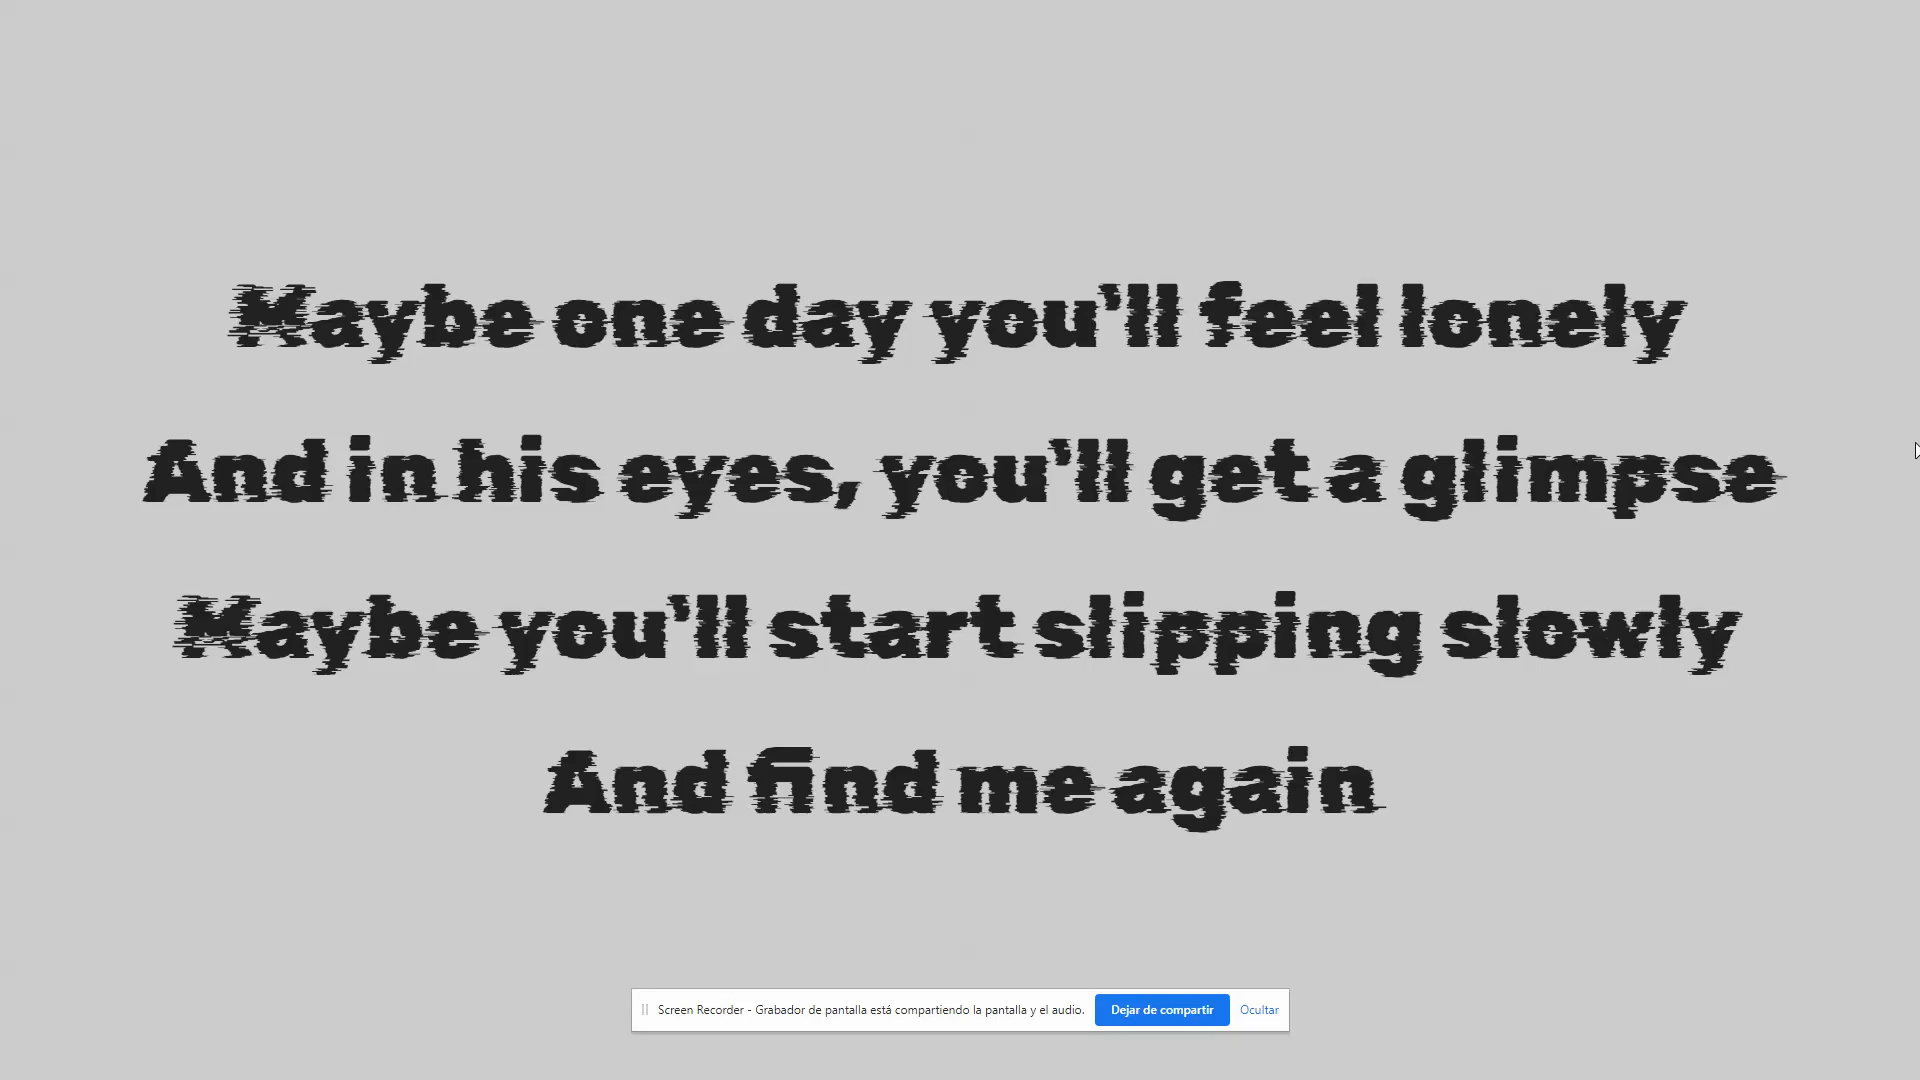 Maybe one day you'll feel lonely
And in his eyes, you'll get a glimpse
Maybe you'll start slipping slowly
And find me again
Screen Recorder - Grabador de pantalla está compartiendo la pantalla y el audio. Dejar de compartir Ocultar